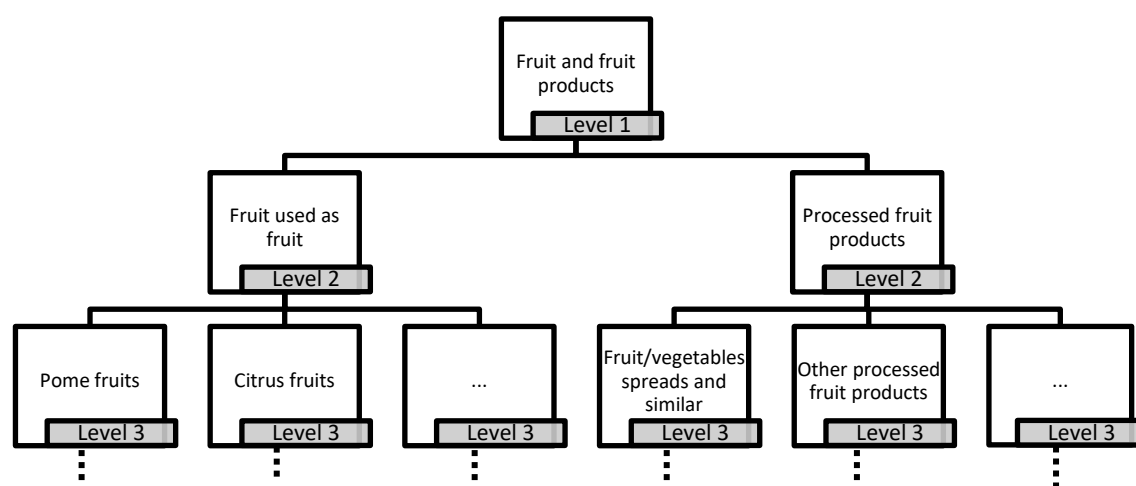 Fruit and fruit
products
Level 1
Fruit used as
fruit
Level 2
Processed fruit
products
Level 2
Pome fruits
Level 3
Citrus fruits
Level 3
...
Level 3
Fruit/vegetables
spreads and
similar
Level 3
Other processed
fruit products
Level 3
...
Level 3